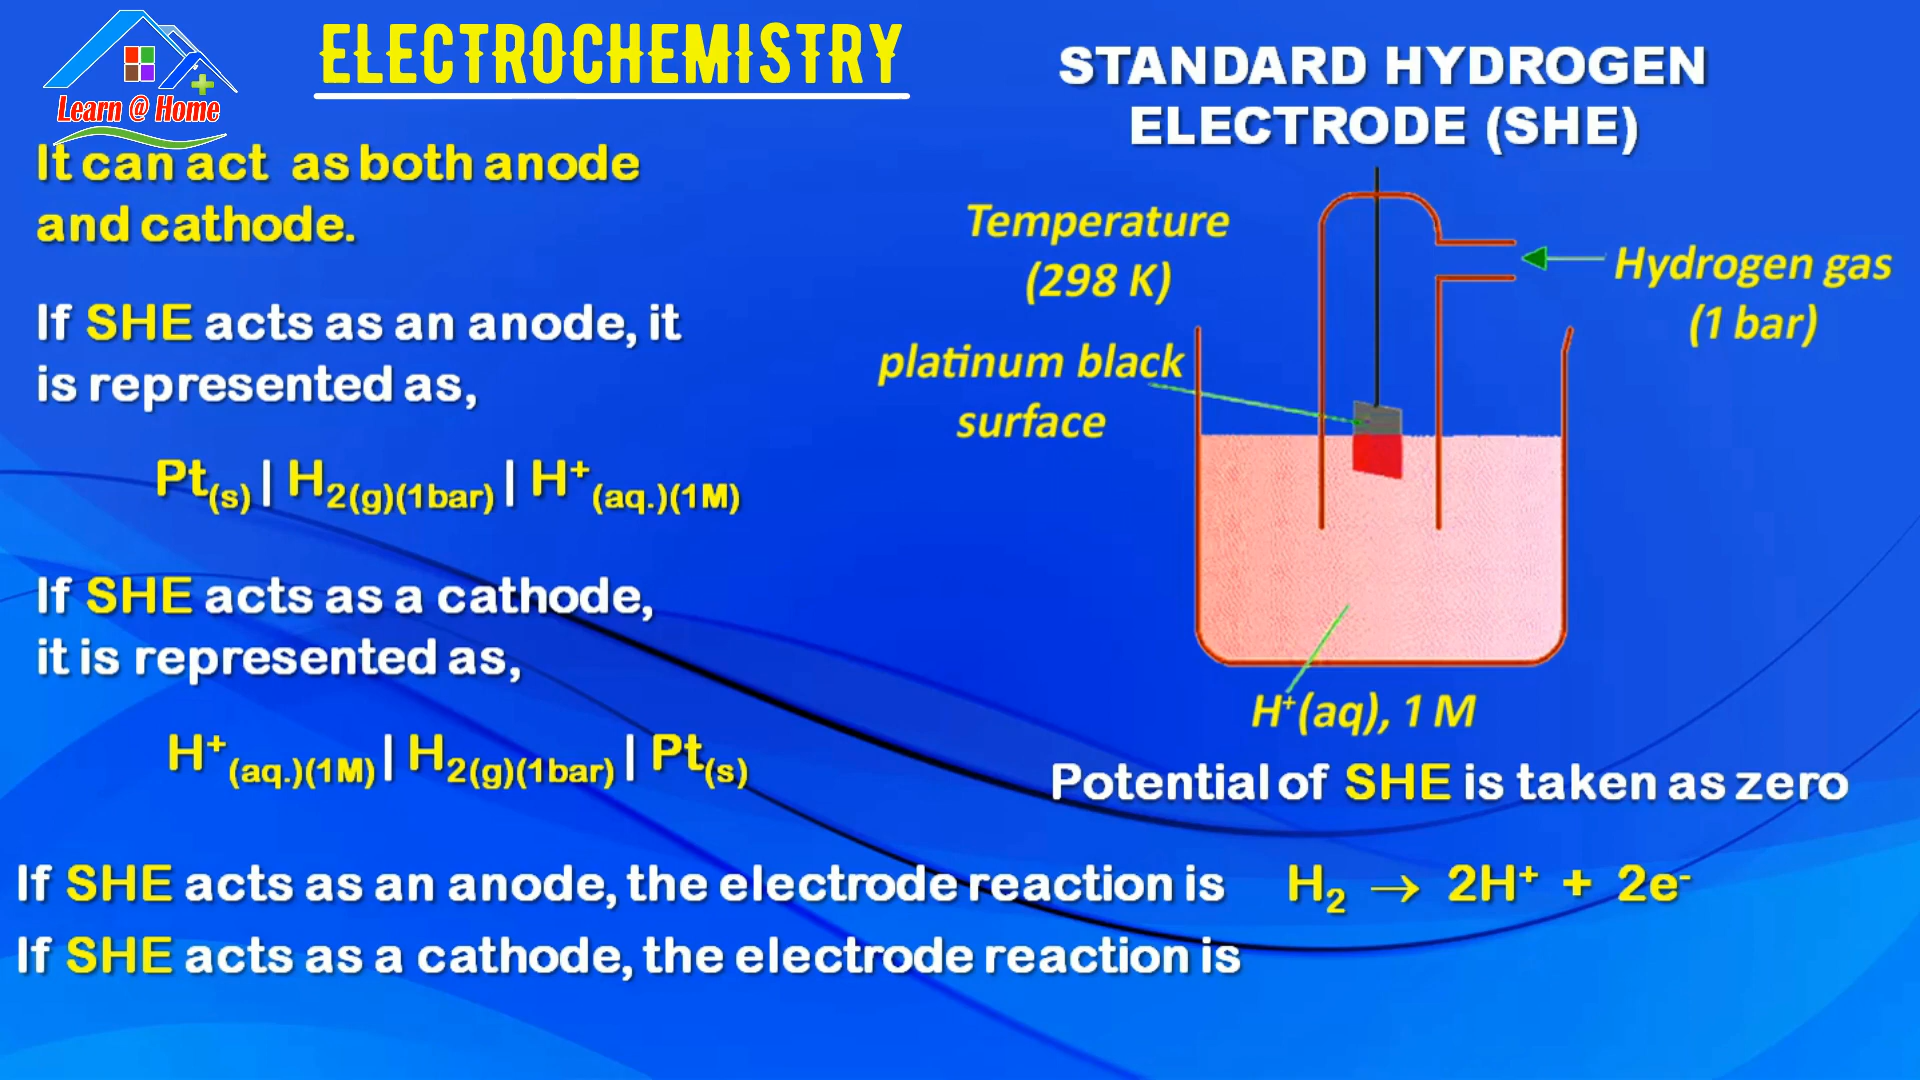 Learn @ Home
ELECTROCHEMISTRY
It can act as both anode
and cathode.
If SHE acts as an anode, it
is represented as,
Pt(s) | H2(g)(1bar) | H⁺(aq.)(1M)
If SHE acts as a cathode,
it is represented as,
H⁺(aq.)(1M) | H2(g)(1bar) | Pt(s)
STANDARD HYDROGEN
ELECTRODE (SHE)
Temperature
(298 K)
Hydrogen gas
(1 bar)
platinum black
surface
H⁺(aq), 1 M
Potential of SHE is taken as zero
If SHE acts as an anode, the electrode reaction is H₂ → 2H⁺ + 2e⁻
If SHE acts as a cathode, the electrode reaction is